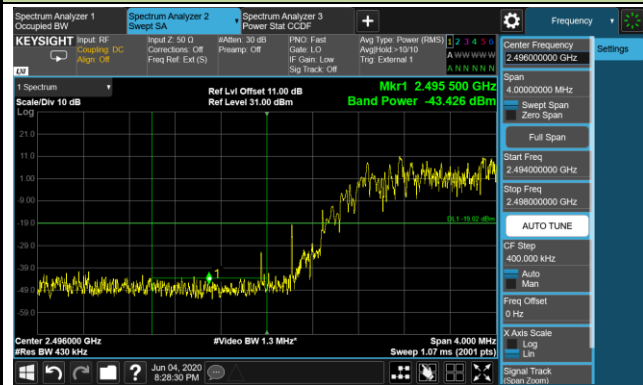 Spectrum Analyzer 1
Occupied BW
Spectrum Analyzer 2
Swept SA
Spectrum Analyzer 3
Power Stat CCDF
+
Frequency
KEYSIGHT
LXI
Input: RF
Coupling: DC
Align: Off
Input Z: 50 Ω
Corrections: Off
Freq Ref: Ext (S)
#Atten: 30 dB
Preamp: Off
PNO: Fast
Gate: LO
IF Gain: Low
Sig Track: Off
Avg Type: Power (RMS)
Avg|Hold:>10/10
Trig: External 1
1 2 3 4 5 6
A W W W W W
A N N N N N
Center Frequency
2.496000000 GHz
Settings
Span
4.00000000 MHz
Swept Span
Zero Span
Full Span
Start Freq
2.494000000 GHz
Stop Freq
2.498000000 GHz
AUTO TUNE
CF Step
400.000 kHz
Auto
Man
Freq Offset
0 Hz
X Axis Scale
Log
Lin
Signal Track
(Span Zoom)
1 Spectrum
Scale/Div 10 dB
Log
Ref Lvl Offset 11.00 dB
Ref Level 31.00 dBm
Mkr1 2.495 500 GHz
Band Power -43.426 dBm
21.0
11.0
1.00
-9.00
-19.0
-29.0
-39.0
-49.0
-59.0
DL1 -19.02 dBm
1
Center 2.496000 GHz
#Res BW 430 kHz
#Video BW 1.3 MHz*
Span 4.000 MHz
Sweep 1.07 ms (2001 pts)
?
Jun 04, 2020
8:28:30 PM